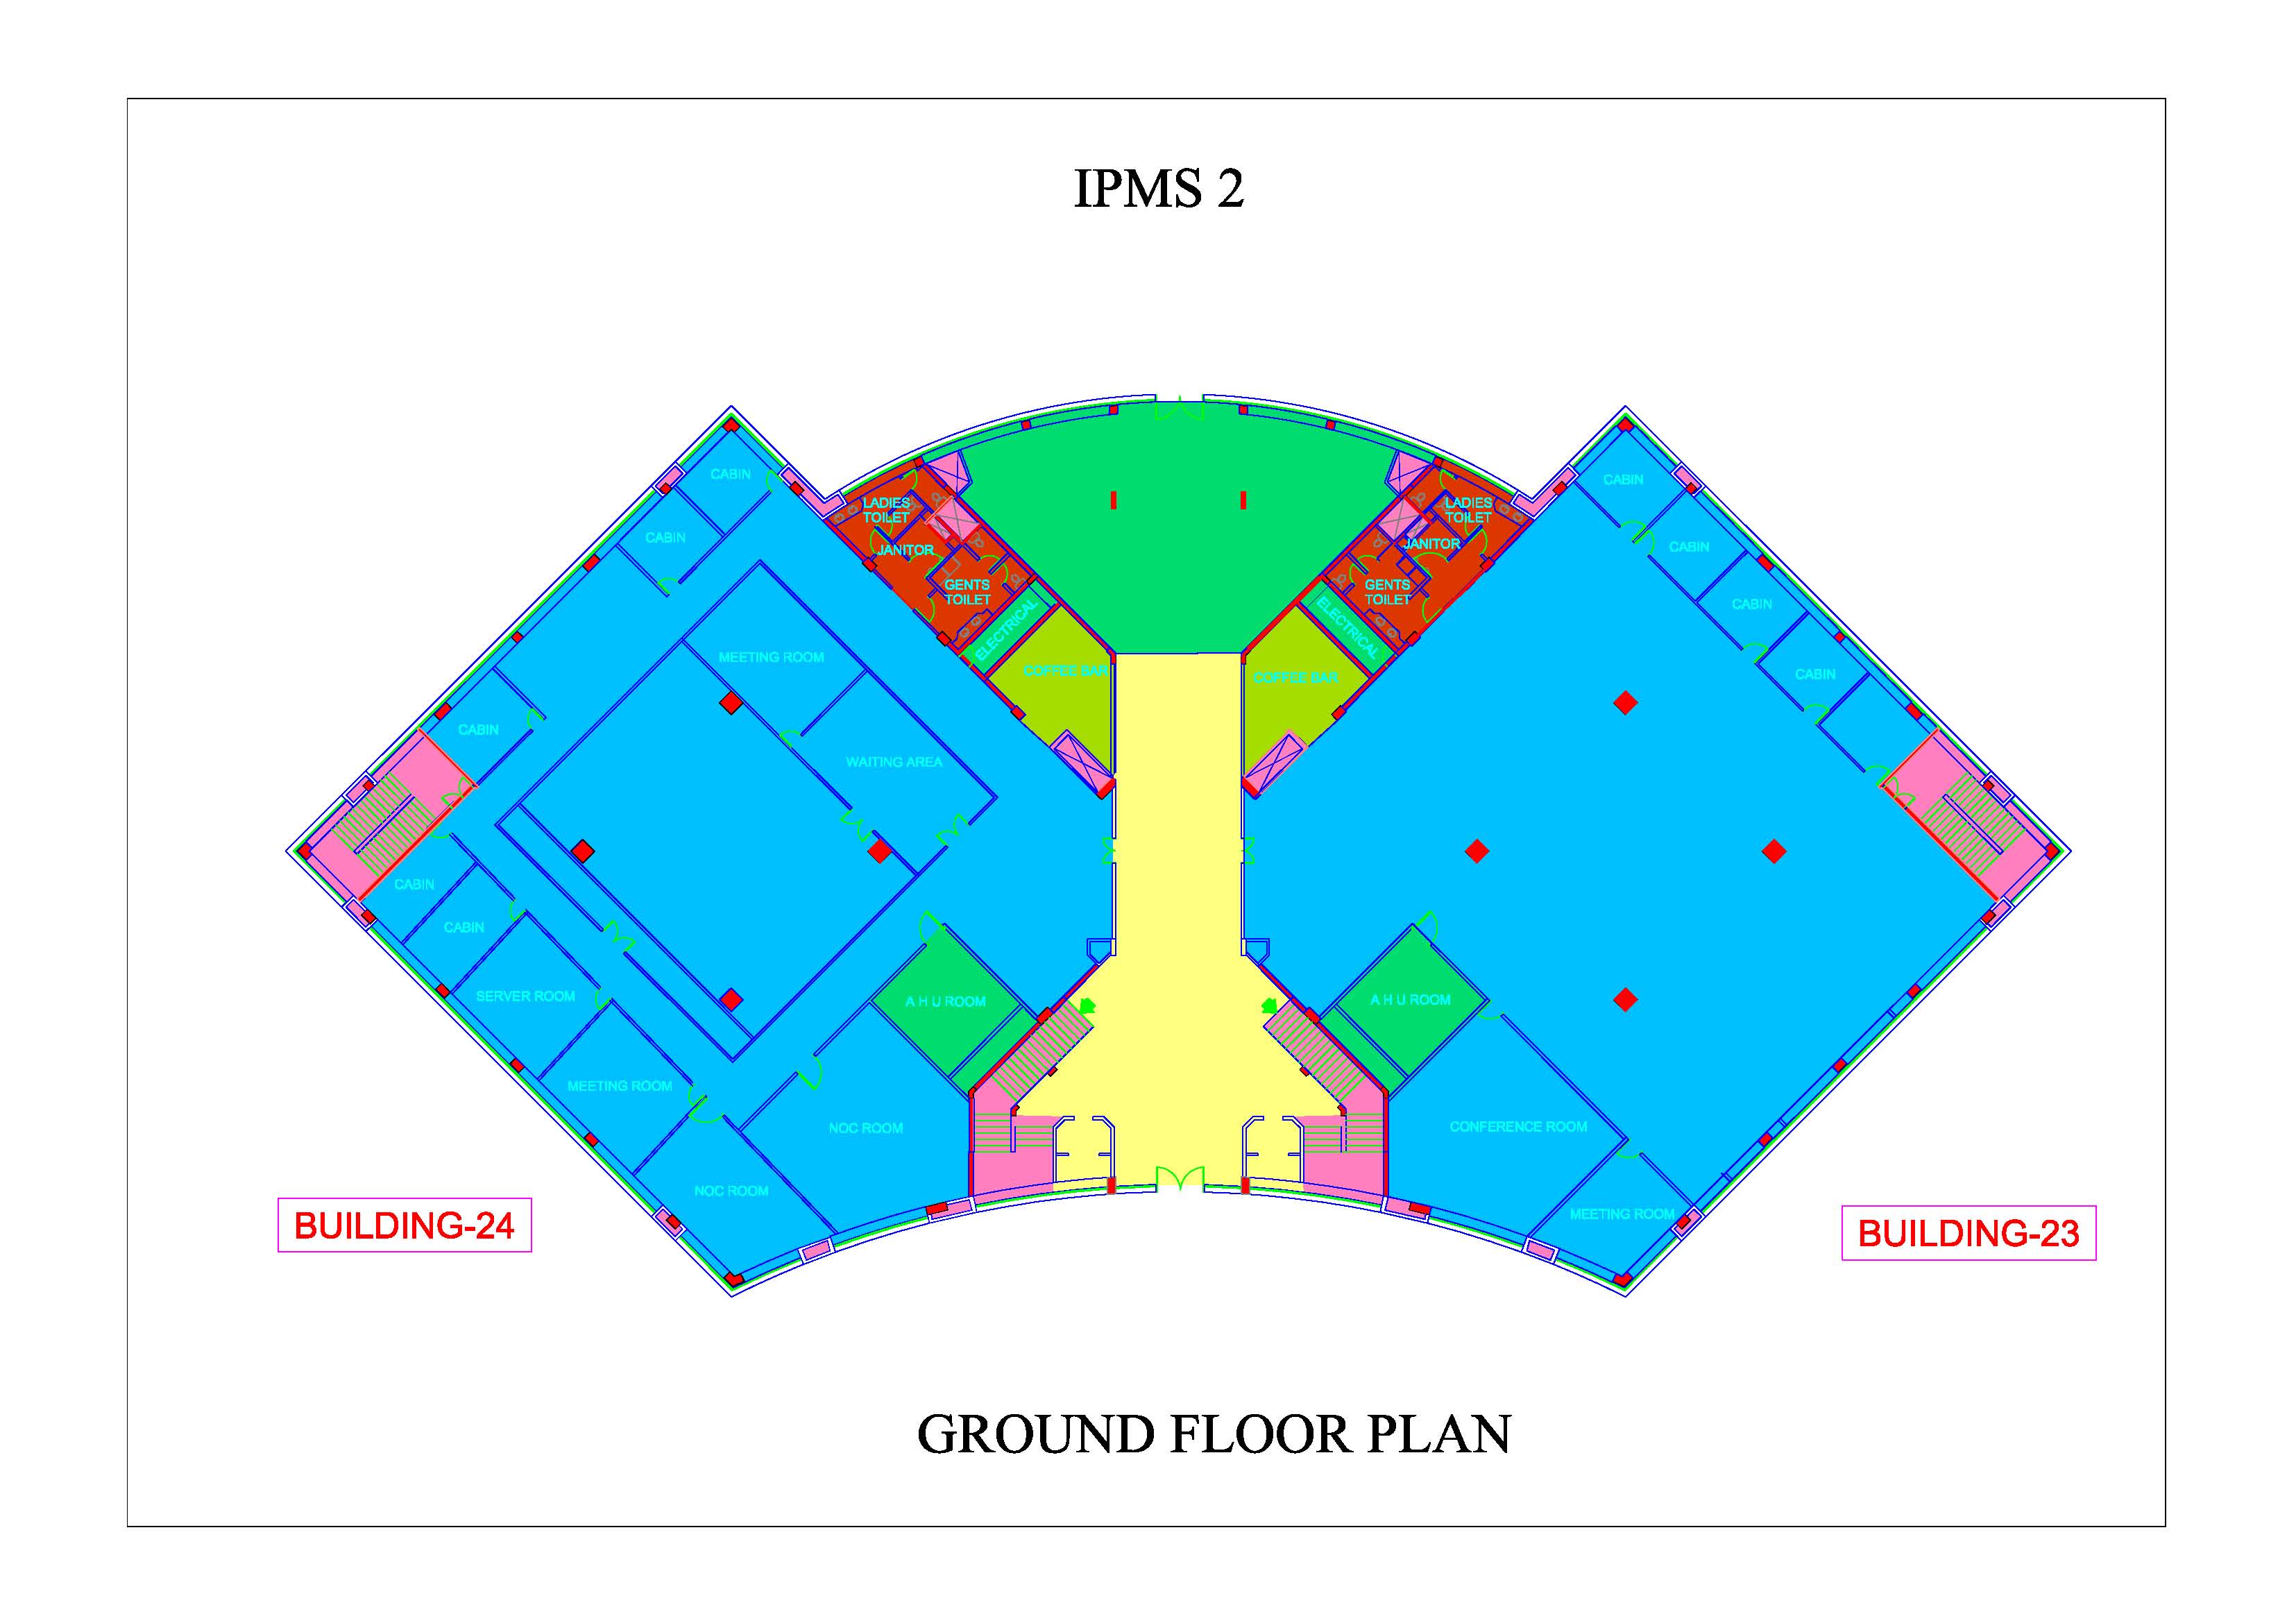 IPMS 2
CABIN
CABIN
CABIN
CABIN
CABIN
MEETING ROOM
WAITING AREA
SERVER ROOM
MEETING ROOM
NOC ROOM
NOC ROOM
A H U ROOM
LADIES
TOILET
JANITOR
GENTS
TOILET
ELECTRICAL
COFFEE BAR
LADIES
TOILET
JANITOR
GENTS
TOILET
ELECTRICAL
COFFEE BAR
CABIN
CABIN
CABIN
CABIN
A H U ROOM
CONFERENCE ROOM
MEETING ROOM
BUILDING-24
BUILDING-23
GROUND FLOOR PLAN